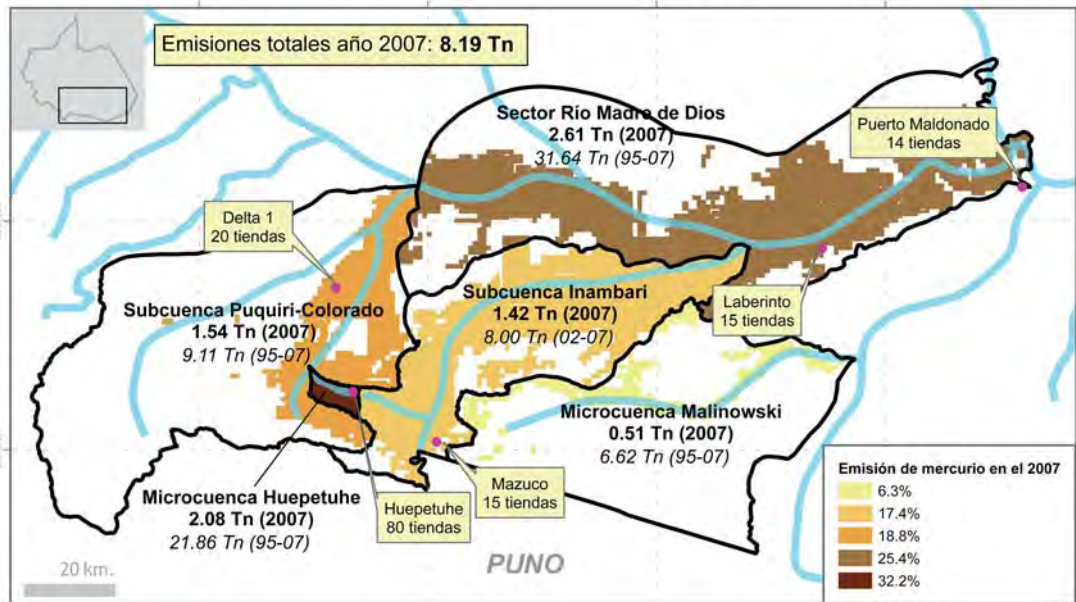 Emisiones totales año 2007: 8.19 Tn
Sector Río Madre de Dios
2.61 Tn (2007)
31.64 Tn (95-07)
Puerto Maldonado
14 tiendas
Delta 1
20 tiendas
Subcuenca Puquiri-Colorado
1.54 Tn (2007)
9.11 Tn (95-07)
Subcuenca Inambari
1.42 Tn (2007)
8.00 Tn (02-07)
Laberinto
15 tiendas
Microcuenca Malinowski
0.51 Tn (2007)
6.62 Tn (95-07)
Microcuenca Huepetuhe
2.08 Tn (2007)
21.86 Tn (95-07)
Huepetuhe
80 tiendas
Mazuco
15 tiendas
PUNO
20 km.
Emisión de mercurio en el 2007
6.3%
17.4%
18.8%
25.4%
32.2%